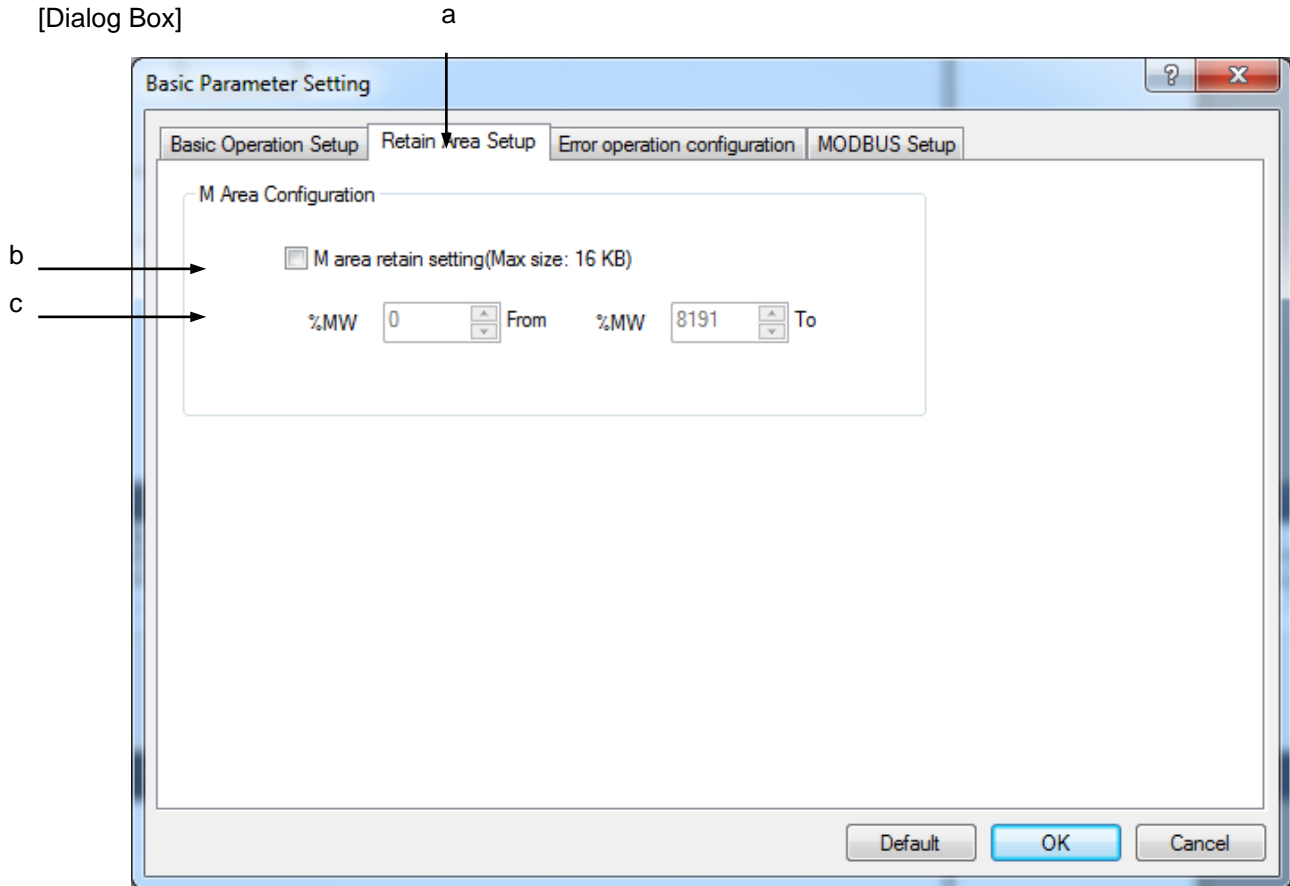 [Dialog Box]
a
Basic Parameter Setting
Basic Operation Setup Retain Area Setup Error operation configuration MODBUS Setup
M Area Configuration
b
M area retain setting(Max size: 16 KB)
c
%MW 0 From %MW 8191 To
Default OK Cancel